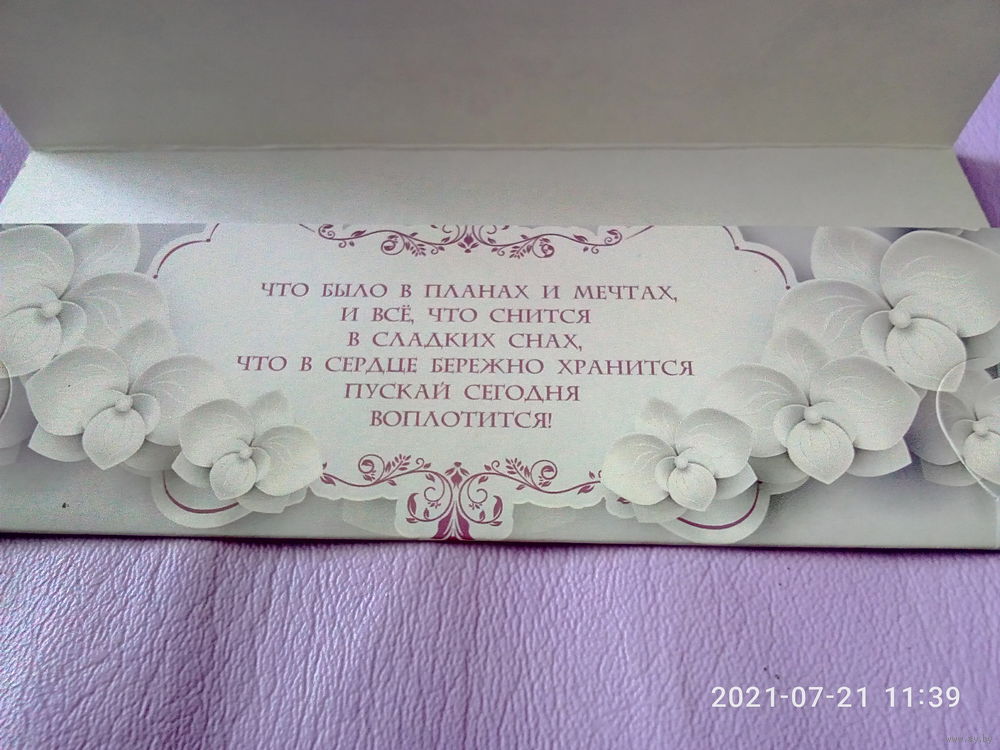 ЧТО БЫЛО В ПЛАНАХ И МЕЧТАХ,
И ВСЁ, ЧТО СНИТСЯ
В СЛАДКИХ СНАХ,
ЧТО В СЕРДЦЕ БЕРЕЖНО ХРАНИТСЯ
ПУСКАЙ СЕГОДНЯ
ВОПЛОТИТСЯ!
2021-07-21 11:39